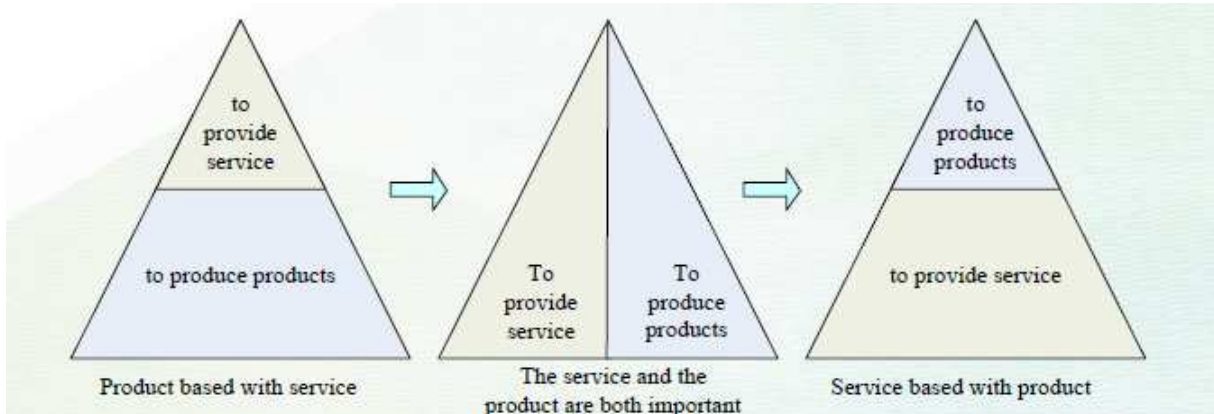 to
provide
service
to produce products
Product based with service
To
provide
service
To
produce
products
The service and the
product are both important
to
produce
products
to provide service
Service based with product